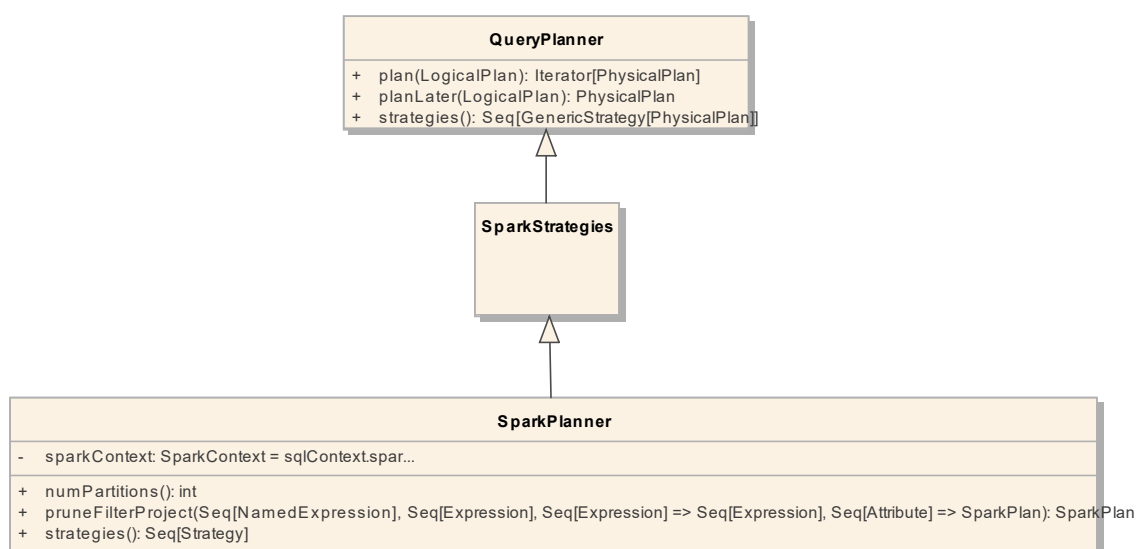 QueryPlanner
+ plan(LogicalPlan): Iterator[PhysicalPlan]
+ planLater(LogicalPlan): PhysicalPlan
+ strategies(): Seq[GenericStrategy[PhysicalPlan]]
SparkStrategies
SparkPlanner
- sparkContext: SparkContext = sqlContext.spar...
+ numPartitions(): int
+ pruneFilterProject(Seq[NamedExpression], Seq[Expression], Seq[Expression] => Seq[Expression], Seq[Attribute] => SparkPlan): SparkPlan
+ strategies(): Seq[Strategy]